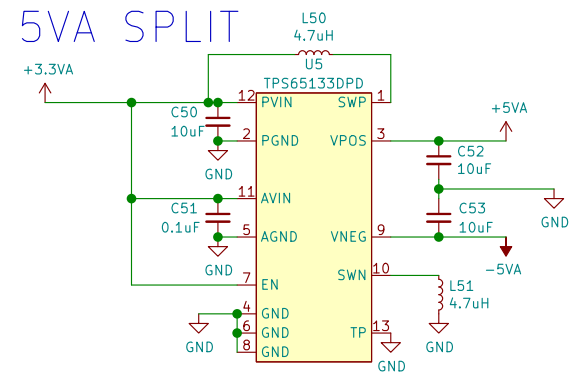 5VA SPLIT
L50
4.7uH
U5
TPS65133DPD
+3.3VA
12 PVIN SWP 1
C50
10uF
2 PGND VPOS 3
+5VA
GND
C52
10uF
11 AVIN
C51
0.1uF
5 AGND VNEG 9
C53
10uF
GND
GND
-5VA
SWN 10
7 EN
L51
4.7uH
4 GND
6 GND TP 13
8 GND
GND
GND
GND